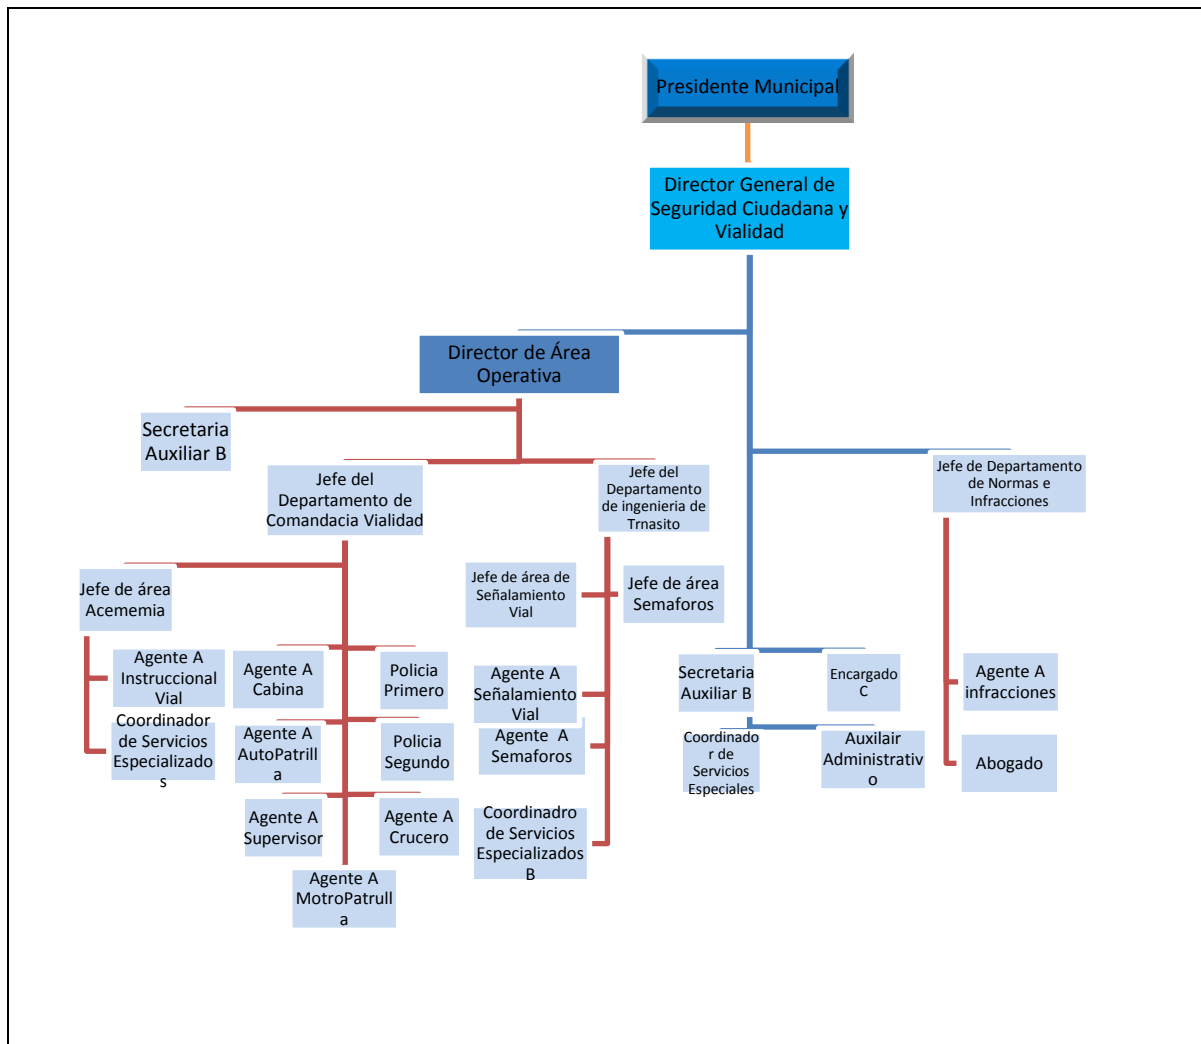 Presidente Municipal
Director General de
Seguridad Ciudadana y
Vialidad
Director de Área
Operativa
Secretaria
Auxiliar B
Jefe del
Departamento de
Comandacia Vialidad
Jefe del
Departamento
de ingenieria de
Trnasito
Jefe de Departamento
de Normas e
Infracciones
Jefe de área
Acememia
Jefe de área de
Señalamiento
Vial
Jefe de área
Semaforos
Agente A
Instruccional
Vial
Agente A
Cabina
Policia
Primero
Agente A
Señalamiento
Vial
Secretaria
Auxiliar B
Encargado
C
Agente A
infracciones
Coordinador
de Servicios
Especializado
s
Agente A
AutoPatrill
a
Policia
Segundo
Agente  A
Semaforos
Coordinado
r de
Servicios
Especiales
Auxilair
Administrativ
o
Abogado
Agente A
Supervisor
Agente A
Crucero
Coordinadro
de Servicios
Especializados
B
Agente A
MotroPatrull
a